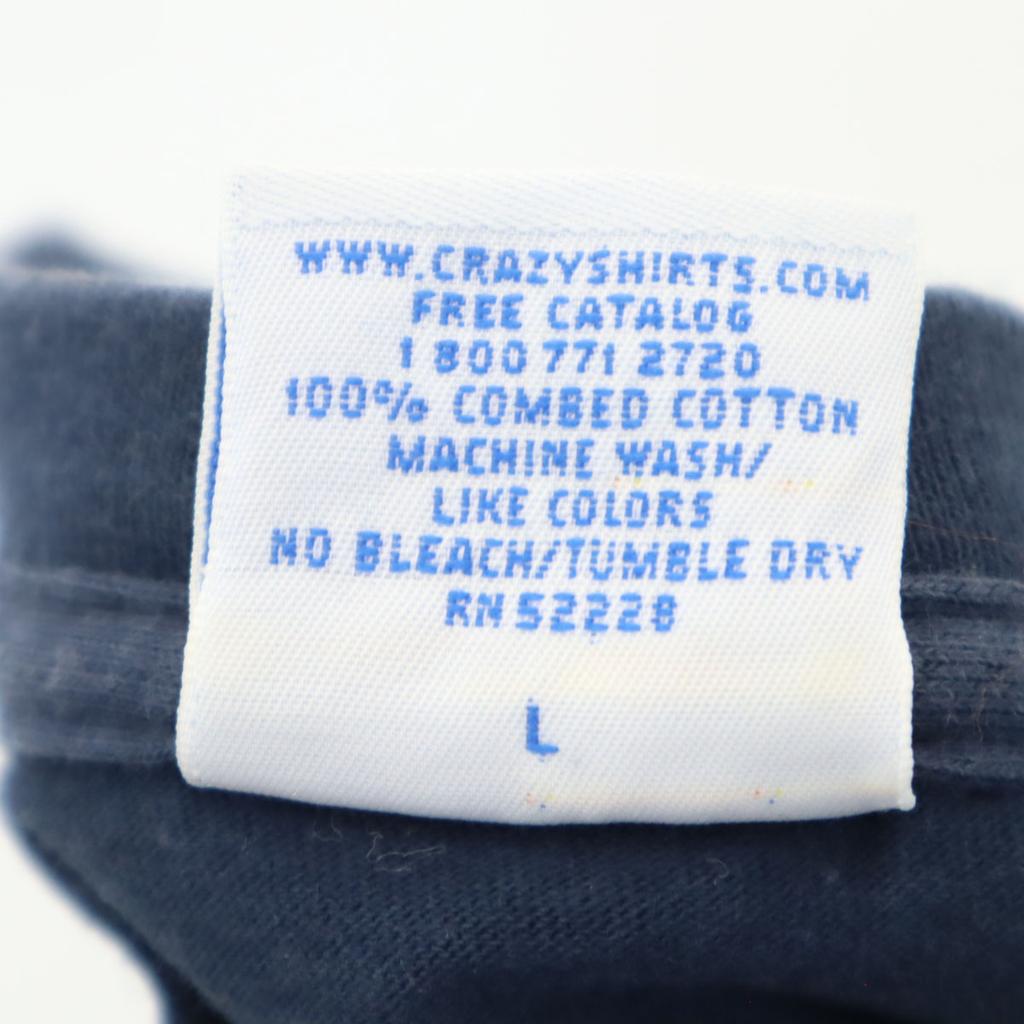 WWW.CRAZYSHIRTS.COM
FREE CATALOG
1 800 771 2720
100% COMBED COTTON
MACHINE WASH/
LIKE COLORS
NO BLEACH/TUMBLE DRY
RN 52228
L